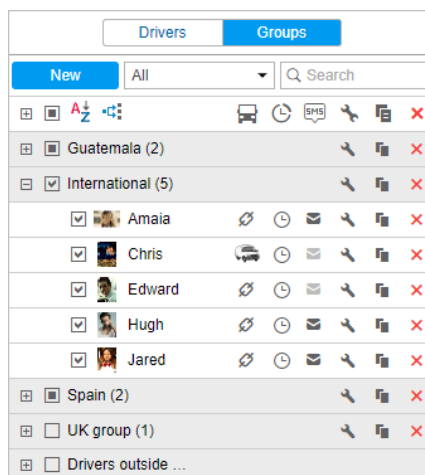 Drivers Groups
New All Search
A Z SMS
Guatemala (2)
International (5)
Amaia
Chris
Edward
Hugh
Jared
Spain (2)
UK group (1)
Drivers outside ...